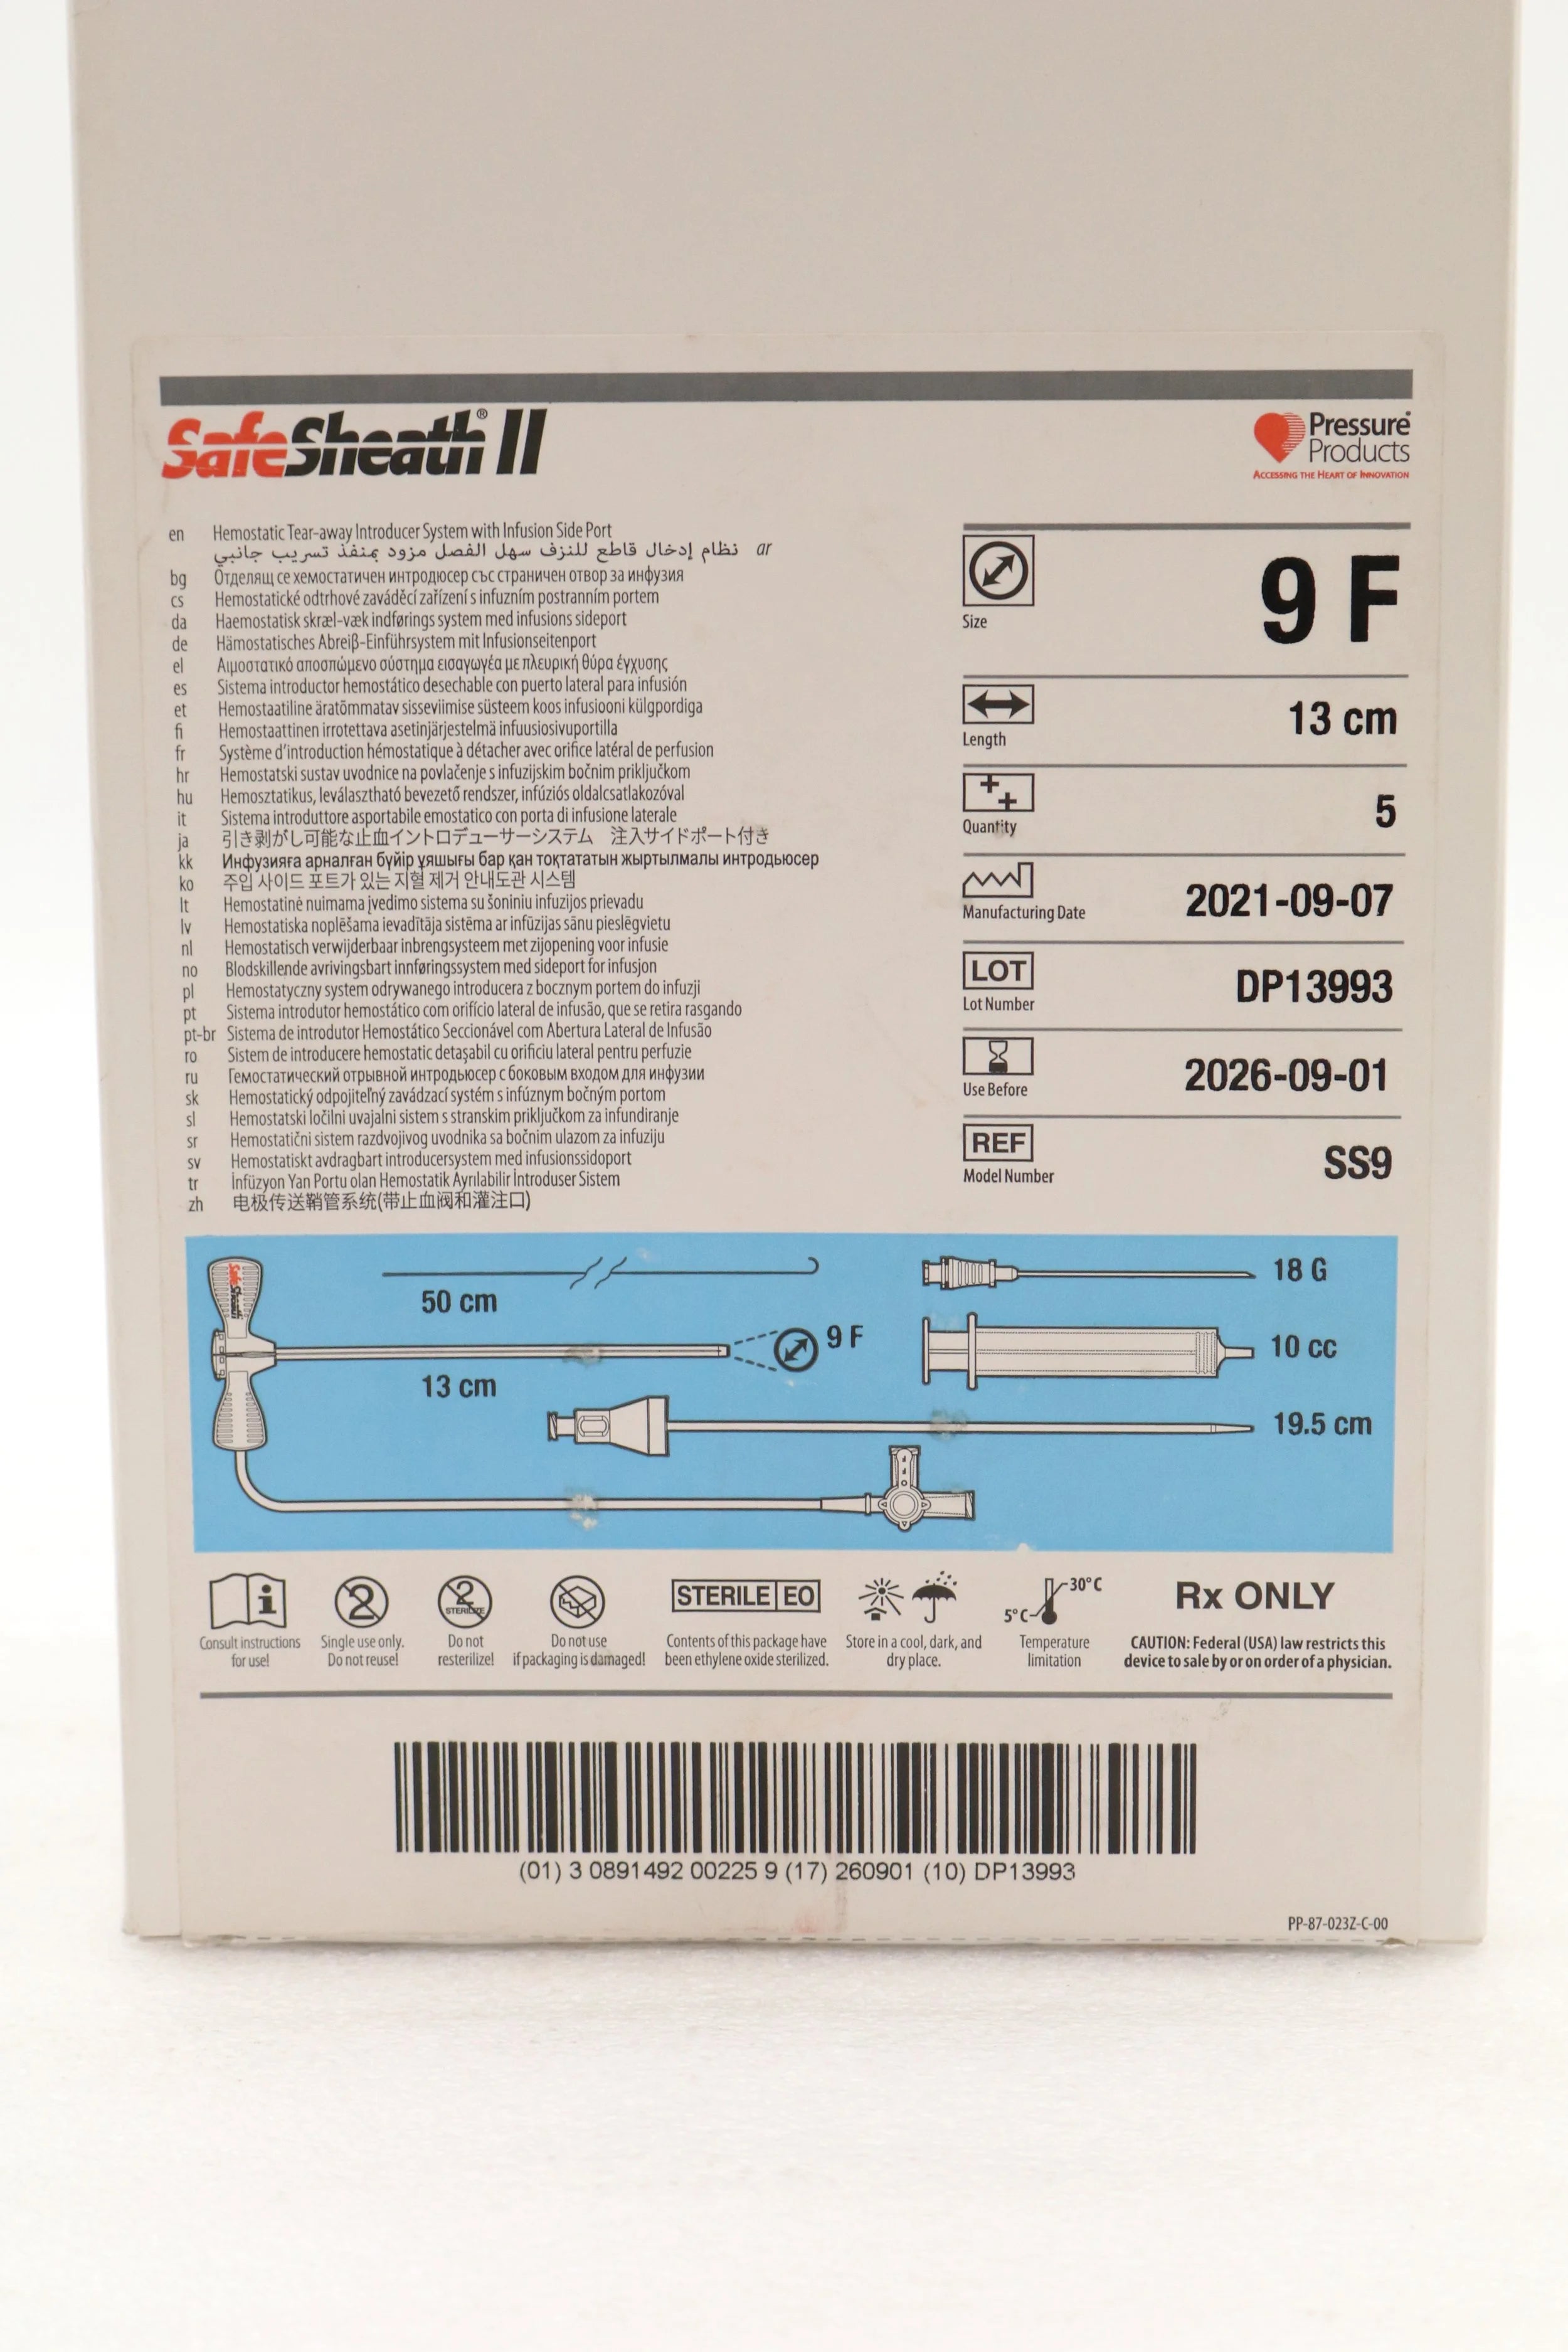 SafeSheath® II
Pressure®
Products
ACCESSING THE HEART OF INNOVATION
en Hemostatic Tear-away Introducer System with Infusion Side Port
نظام إدخال قاطع للنزف سهل الفصل مزود بمنفذ تسريب جانبي ar
bg Отделящ се хемостатичен интродюсер със страничен отвор за инфузия
cs Hemostatické odtrhové zaváděcí zařízení s infuzním postranním portem
da Haemostatisk skræl-væk indførings system med infusions sideport
de Hämostatisches Abreiβ-Einführsystem mit Infusionseitenport
el Αιμοστατικό αποσπώμενο σύστημα εισαγωγέα με πλευρική θύρα έγχυσης
es Sistema introductor hemostático desechable con puerto lateral para infusión
et Hemostaatiline äratõmmatav sisseviimise süsteem koos infusiooni külgpordiga
fi Hemostaattinen irrotettava asetinjärjestelmä infuusiosivuportilla
fr Système d'introduction hémostatique à détacher avec orifice latéral de perfusion
hr Hemostatski sustav uvodnice na povlačenje s infuzijskim bočnim priključkom
hu Hemosztatikus, leválasztható bevezető rendszer, infúziós oldalcsatlakozóval
it Sistema introduttore asportabile emostatico con porta di infusione laterale
ja 引き剥がし可能な止血イントロデューサーシステム 注入サイドポート付き
kk Инфузияға арналған бүйір ұяшығы бар қан тоқтататын жыртылмалы интродьюсер
ko 주입 사이드 포트가 있는 지혈 제거 안내도관 시스템
lt Hemostatinė nuimama įvedimo sistema su šoniniu infuzijos prievadu
lv Hemostatiska noplēšama ievadītāja sistēma ar infūzijas sānu pieslēgvietu
nl Hemostatisch verwijderbaar inbrengsysteem met zijopening voor infusie
no Blodskillende avrivingsbart innføringssystem med sideport for infusjon
pl Hemostatyczny system odrywanego introducera z bocznym portem do infuzji
pt Sistema introdutor hemostático com orifício lateral de infusão, que se retira rasgando
pt-br Sistema de introdutor Hemostático Seccionável com Abertura Lateral de Infusão
ro Sistem de introducere hemostatic detaşabil cu orificiu lateral pentru perfuzie
ru Гемостатический отрывной интродьюсер с боковым входом для инфузии
sk Hemostatický odpojiteľný zavádzací systém s infúznym bočným portom
sl Hemostatski ločilni uvajalni sistem s stranskim priključkom za infundiranje
sr Hemostatični sistem razdvojivog uvodnika sa bočnim ulazom za infuziju
sv Hemostatiskt avdragbart introducersystem med infusionssidoport
tr İnfüzyon Yan Portu olan Hemostatik Ayrılabilir İntroduser Sistem
zh 电极传送鞘管系统(带止血阀和灌注口)
Size 9 F
Length 13 cm
Quantity 5
Manufacturing Date 2021-09-07
LOT
Lot Number DP13993
Use Before 2026-09-01
REF
Model Number SS9
SafeSheath
50 cm
18 G
9 F
10 cc
13 cm
19.5 cm
Consult instructions
for use!
2
Single use only.
Do not reuse!
2
STERILIZE
Do not
resterilize!
Do not use
if packaging is damaged!
STERILE EO
Contents of this package have
been ethylene oxide sterilized.
Store in a cool, dark, and
dry place.
30°C
5°C
Temperature
limitation
Rx ONLY
CAUTION: Federal (USA) law restricts this
device to sale by or on order of a physician.
(01) 3 0891492 00225 9 (17) 260901 (10) DP13993
PP-87-023Z-C-00